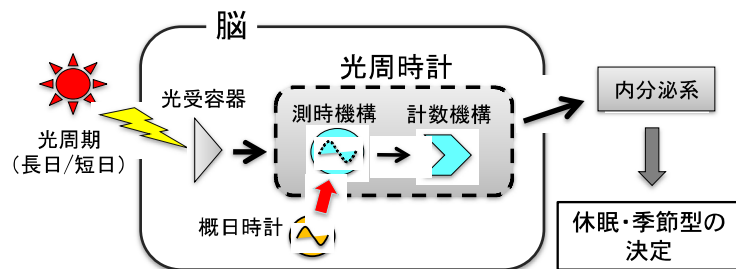 脳
光周時計
光受容器
測時機構
計数機構
内分泌系
光周期
（長日/短日）
概日時計
休眠・季節型の
決定